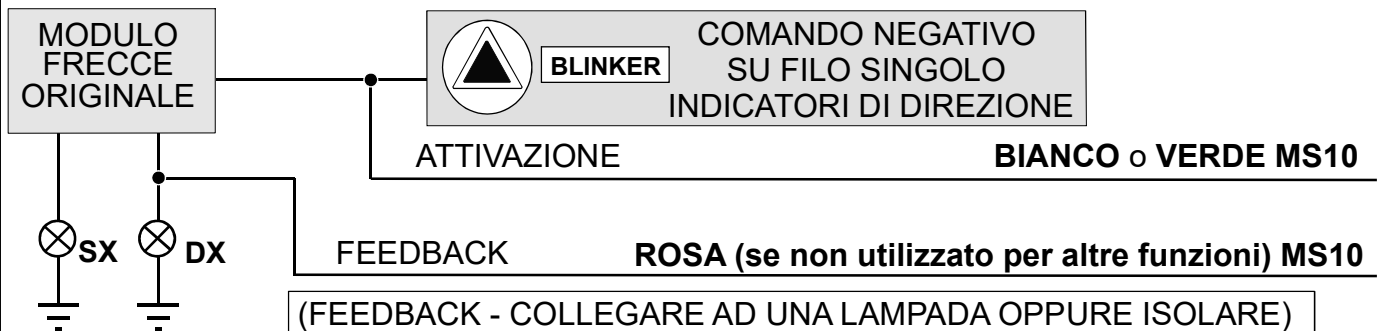 MODULO
FRECCE
ORIGINALE
BLINKER
COMANDO NEGATIVO
SU FILO SINGOLO
INDICATORI DI DIREZIONE
ATTIVAZIONE BIANCO o VERDE MS10
SX DX
FEEDBACK ROSA (se non utilizzato per altre funzioni) MS10
(FEEDBACK - COLLEGARE AD UNA LAMPADA OPPURE ISOLARE)